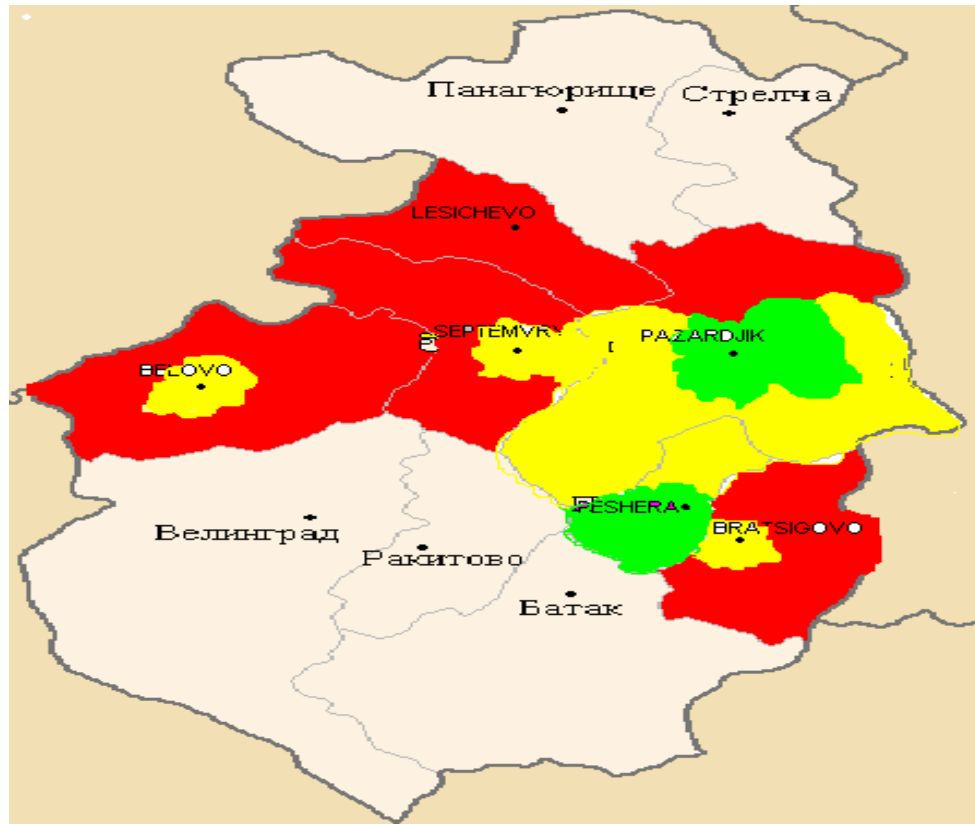 Панагюрище
Стрелча
LESICHEVO
SEPTEMVRY
PAZARDJIK
BELOVO
PESHERA
BRATSIGOVO
Велинград
Ракитово
Батак